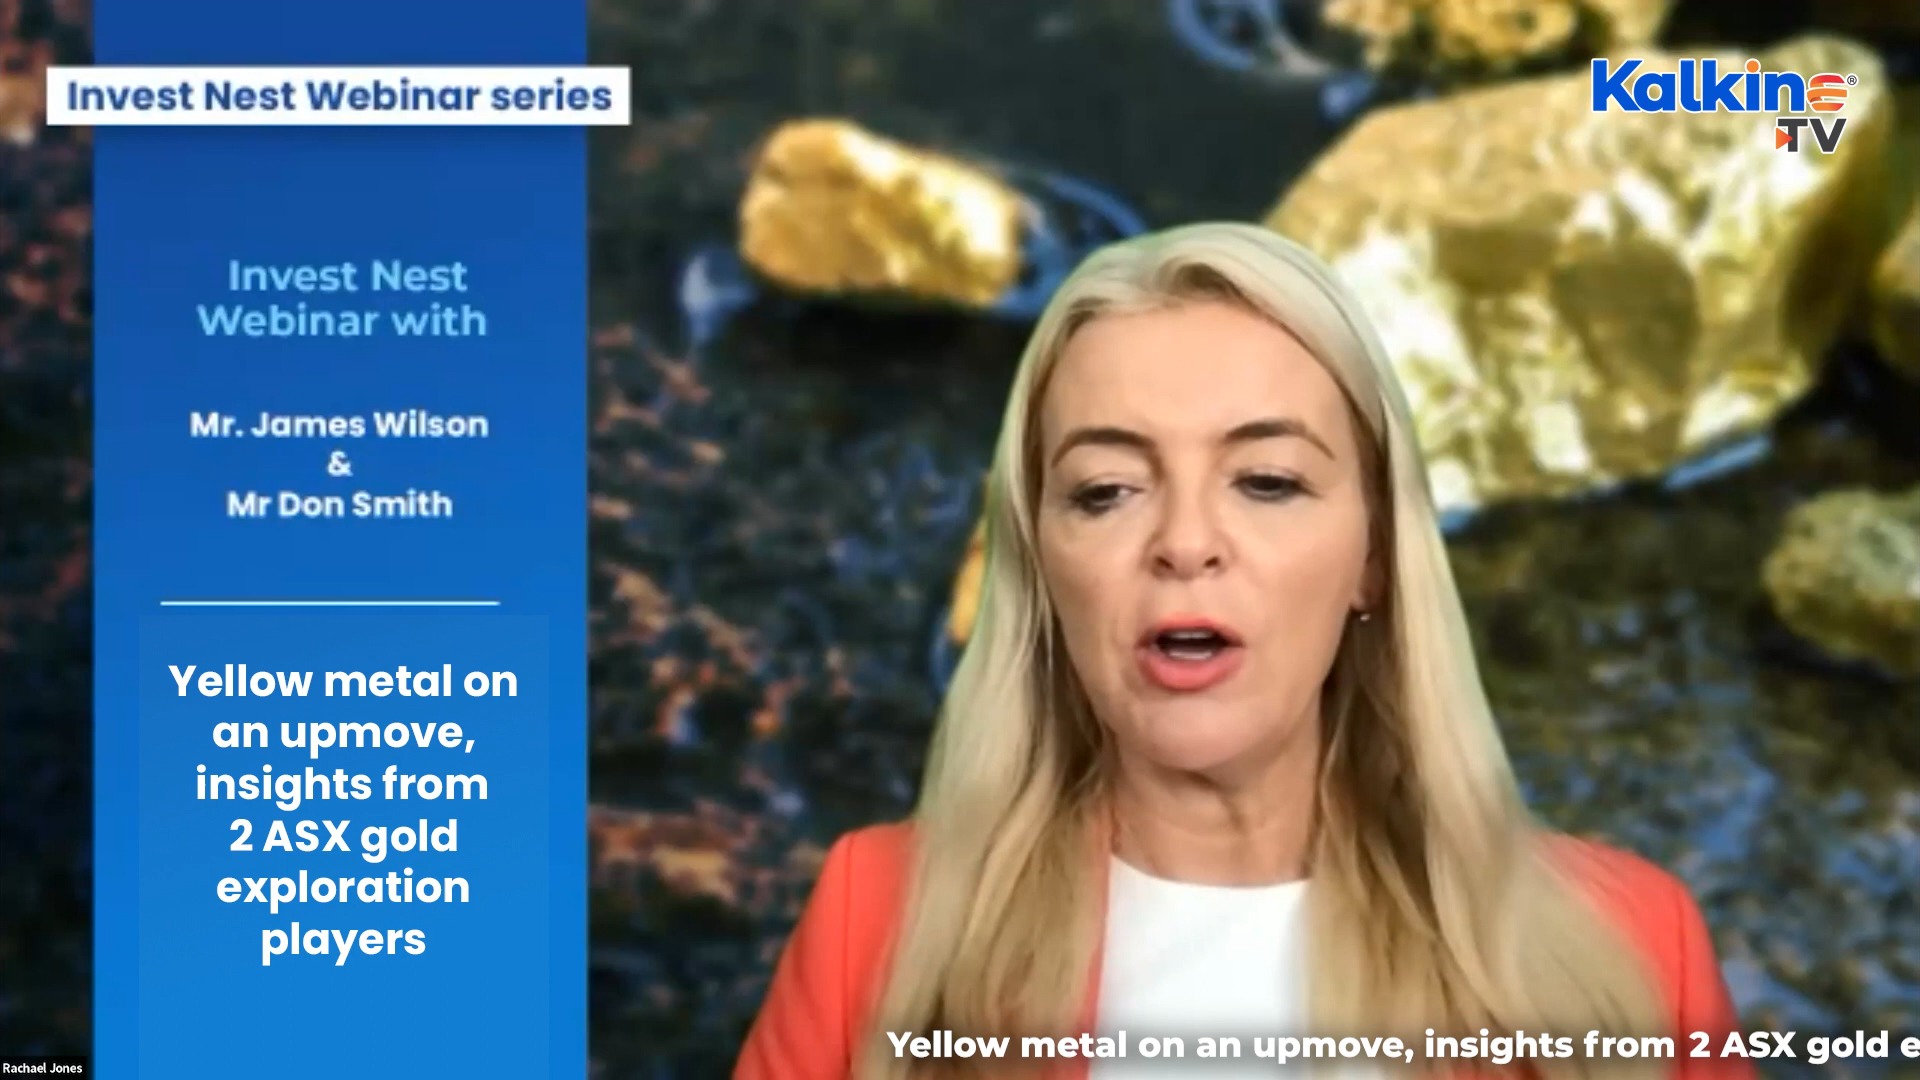 Invest Nest Webinar series
Kalkine®
TV
Invest Nest
Webinar with
Mr. James Wilson
&
Mr Don Smith
Yellow metal on
an upmove,
insights from
2 ASX gold
exploration
players
Yellow metal on an upmove, insights from 2 ASX gold e
Rachael Jones